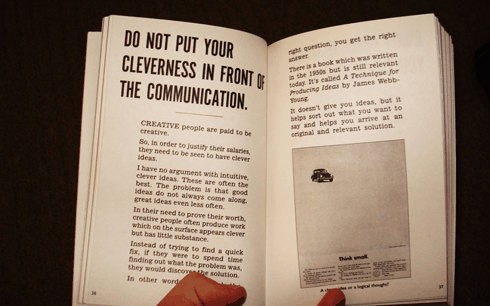 DO NOT PUT YOUR
CLEVERNESS IN FRONT OF
THE COMMUNICATION.
CREATIVE people are paid to be
creative.
So, in order to justify their salaries,
they need to be seen to have clever
ideas.
I have no argument with intuitive,
clever ideas. These are often the
best. The problem is that good
ideas do not always come along,
great ideas even less often.
In their need to prove their worth,
creative people often produce work
which on the surface appears clever
but has little substance.
Instead of trying to find a quick
fix, if they were to spend time
finding out what the problem was,
they would discover the solution.
In other word
36
right question, you get the right
answer.
There is a book which was written
in the 1950s but is still relevant
today. It's called A Technique for
Producing Ideas by James Webb-
Young.
It doesn't give you ideas, but it
helps sort out what you want to
say and helps you arrive at an
original and relevant solution.
Think small.
A cle idea or a logical thought?
37